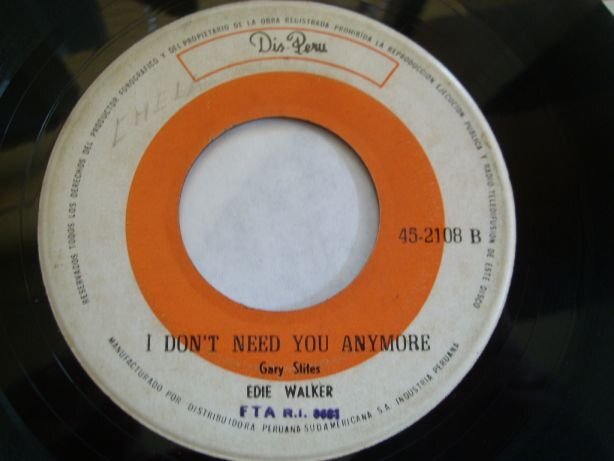 RESERVADOS TODOS LOS DERECHOS DEL PRODUCTOR FONOGRAFICO Y DEL PROPIETARIO DE LA OBRA REGISTRADA PROHIBIDA LA REPRODUCCION EJECUCION PUBLICA Y RADIO-TELEDIFUSION DE ESTE DISCO
Dis-Peru
45-2108 B
I DON'T NEED YOU ANYMORE
Gary Slites
EDIE WALKER
FTA R.I.
MANUFACTURADO POR DISTRIBUIDORA PERUANA SUDAMERICANA S.A. INDUSTRIA PERUANA